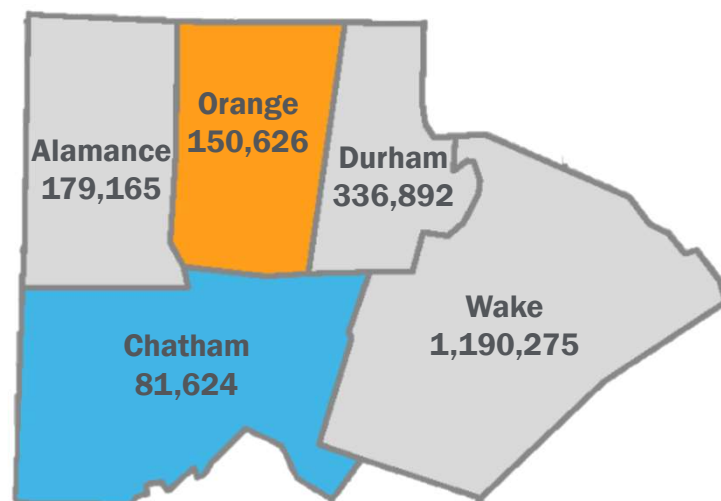 Orange
150,626
Alamance
179,165
Durham
336,892
Wake
1,190,275
Chatham
81,624